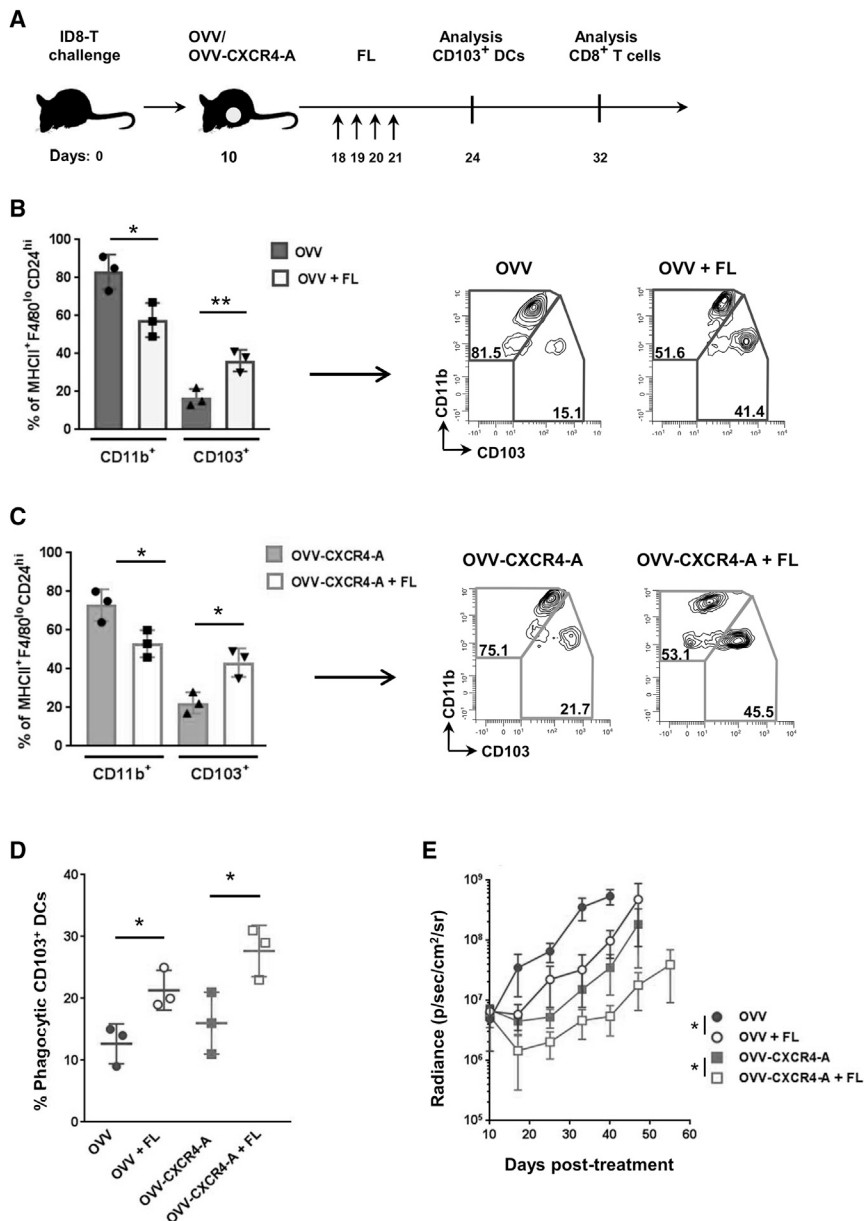 A
ID8-T
challenge
OVV/
OVV-CXCR4-A
FL
Analysis
CD103⁺ DCs
Analysis
CD8⁺ T cells
Days: 0
10
18 19 20 21
24
32
B
% of MHCII⁺F4/80ˡᵒCD24ʰⁱ
100
80
60
40
20
0
*
**
CD11b⁺
CD103⁺
OVV
OVV + FL
OVV
81.5
15.1
OVV + FL
51.6
41.4
CD11b
CD103
C
% of MHCII⁺F4/80ˡᵒCD24ʰⁱ
100
80
60
40
20
0
*
*
CD11b⁺
CD103⁺
OVV-CXCR4-A
OVV-CXCR4-A + FL
OVV-CXCR4-A
75.1
21.7
OVV-CXCR4-A + FL
53.1
45.5
CD11b
CD103
D
% Phagocytic CD103⁺ DCs
40
30
20
10
0
*
*
OVV
OVV + FL
OVV-CXCR4-A
OVV-CXCR4-A + FL
E
Radiance (p/sec/cm²/sr)
10⁹
10⁸
10⁷
10⁶
10⁵
10 20 30 40 50 60
Days post-treatment
OVV
* OVV + FL
OVV-CXCR4-A
* OVV-CXCR4-A + FL